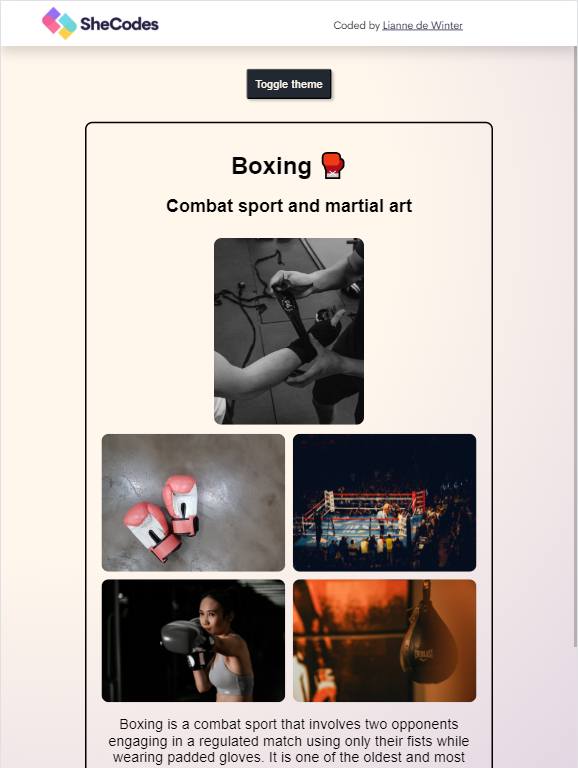 SheCodes
Coded by Lianne de Winter
Toggle theme
Boxing
Combat sport and martial art
EVERLAST
Boxing is a combat sport that involves two opponents
engaging in a regulated match using only their fists while
wearing padded gloves. It is one of the oldest and most